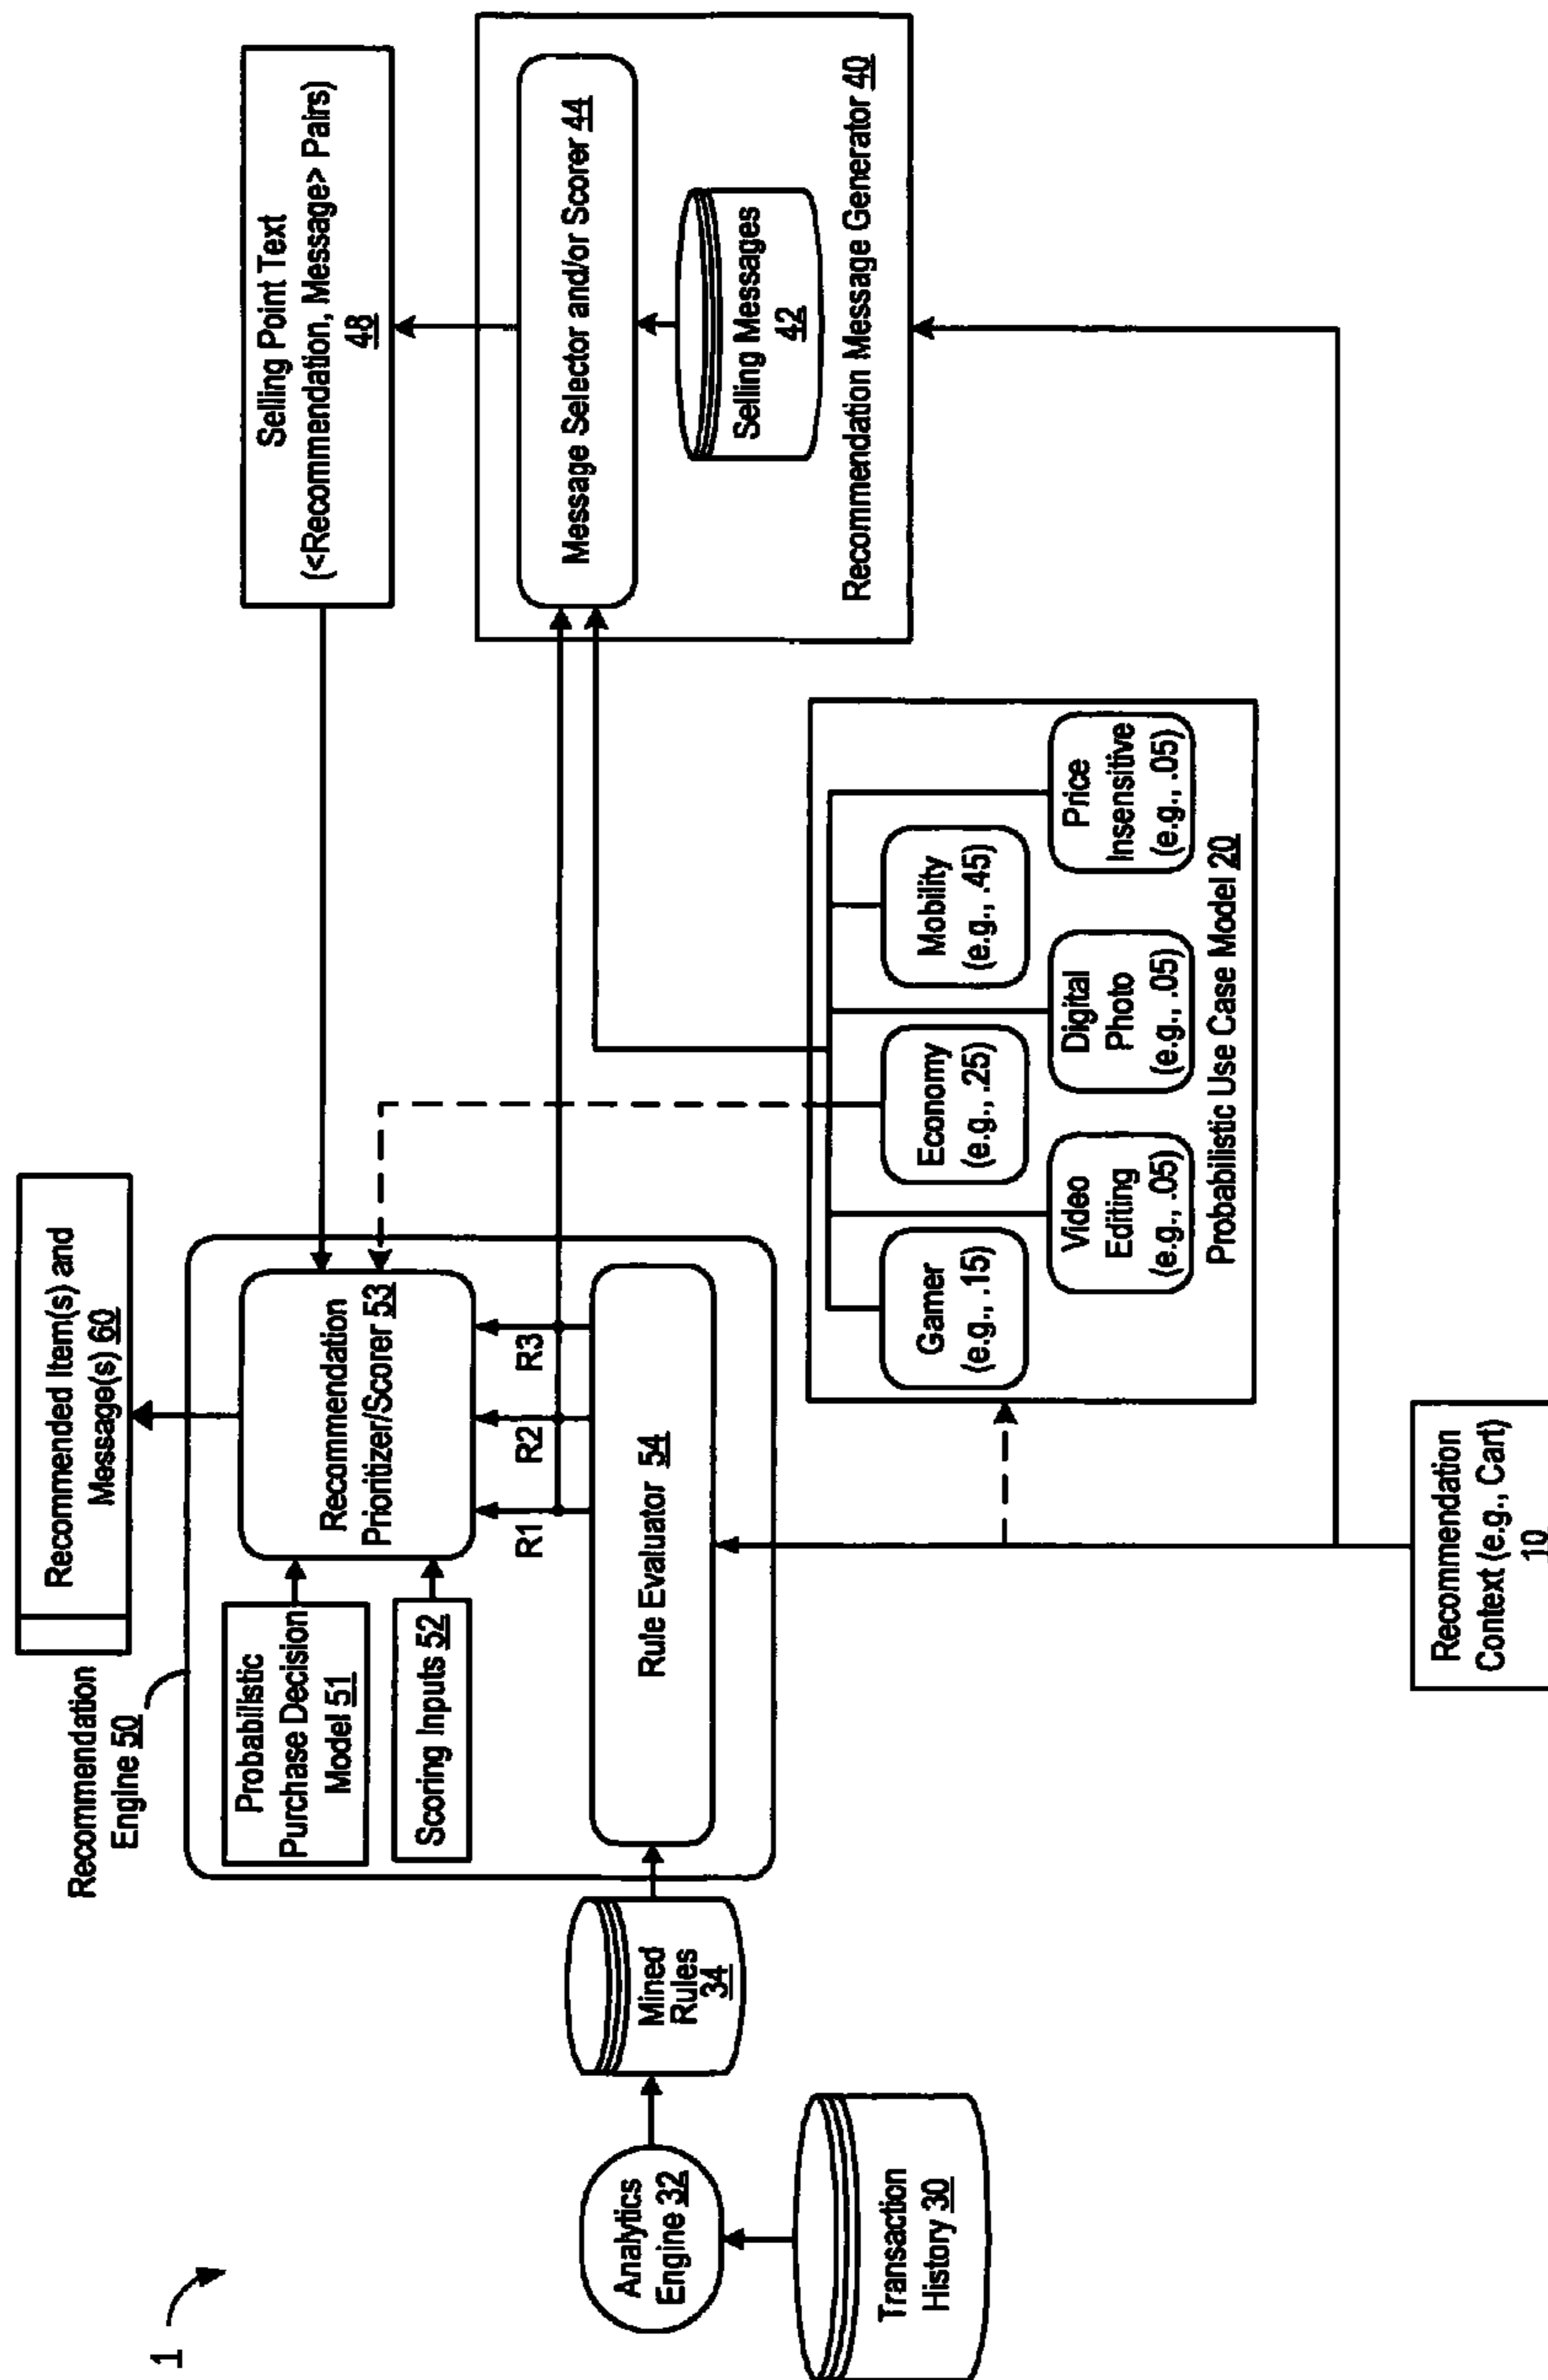 1
Recommendation
Engine 50
Recommended Item(s) and
Message(s) 60
Selling Point Text
(<Recommendation, Message> Pairs)
48
Probabilistic
Purchase Decision
Model 51
Scoring Inputs 52
Recommendation
Prioritizer/Scorer 53
R1
R2
R3
Rule Evaluator 54
Message Selector and/or Scorer 44
Selling Messages
42
Recommendation Message Generator 40
Analytics
Engine 32
Mined
Rules
34
Transaction
History 30
Gamer
(e.g., .15)
Economy
(e.g., .25)
Mobility
(e.g., .45)
Video
Editing
(e.g., .05)
Digital
Photo
(e.g., .05)
Price
Insensitive
(e.g., .05)
Probabilistic Use Case Model 20
Recommendation
Context (e.g., Cart)
10